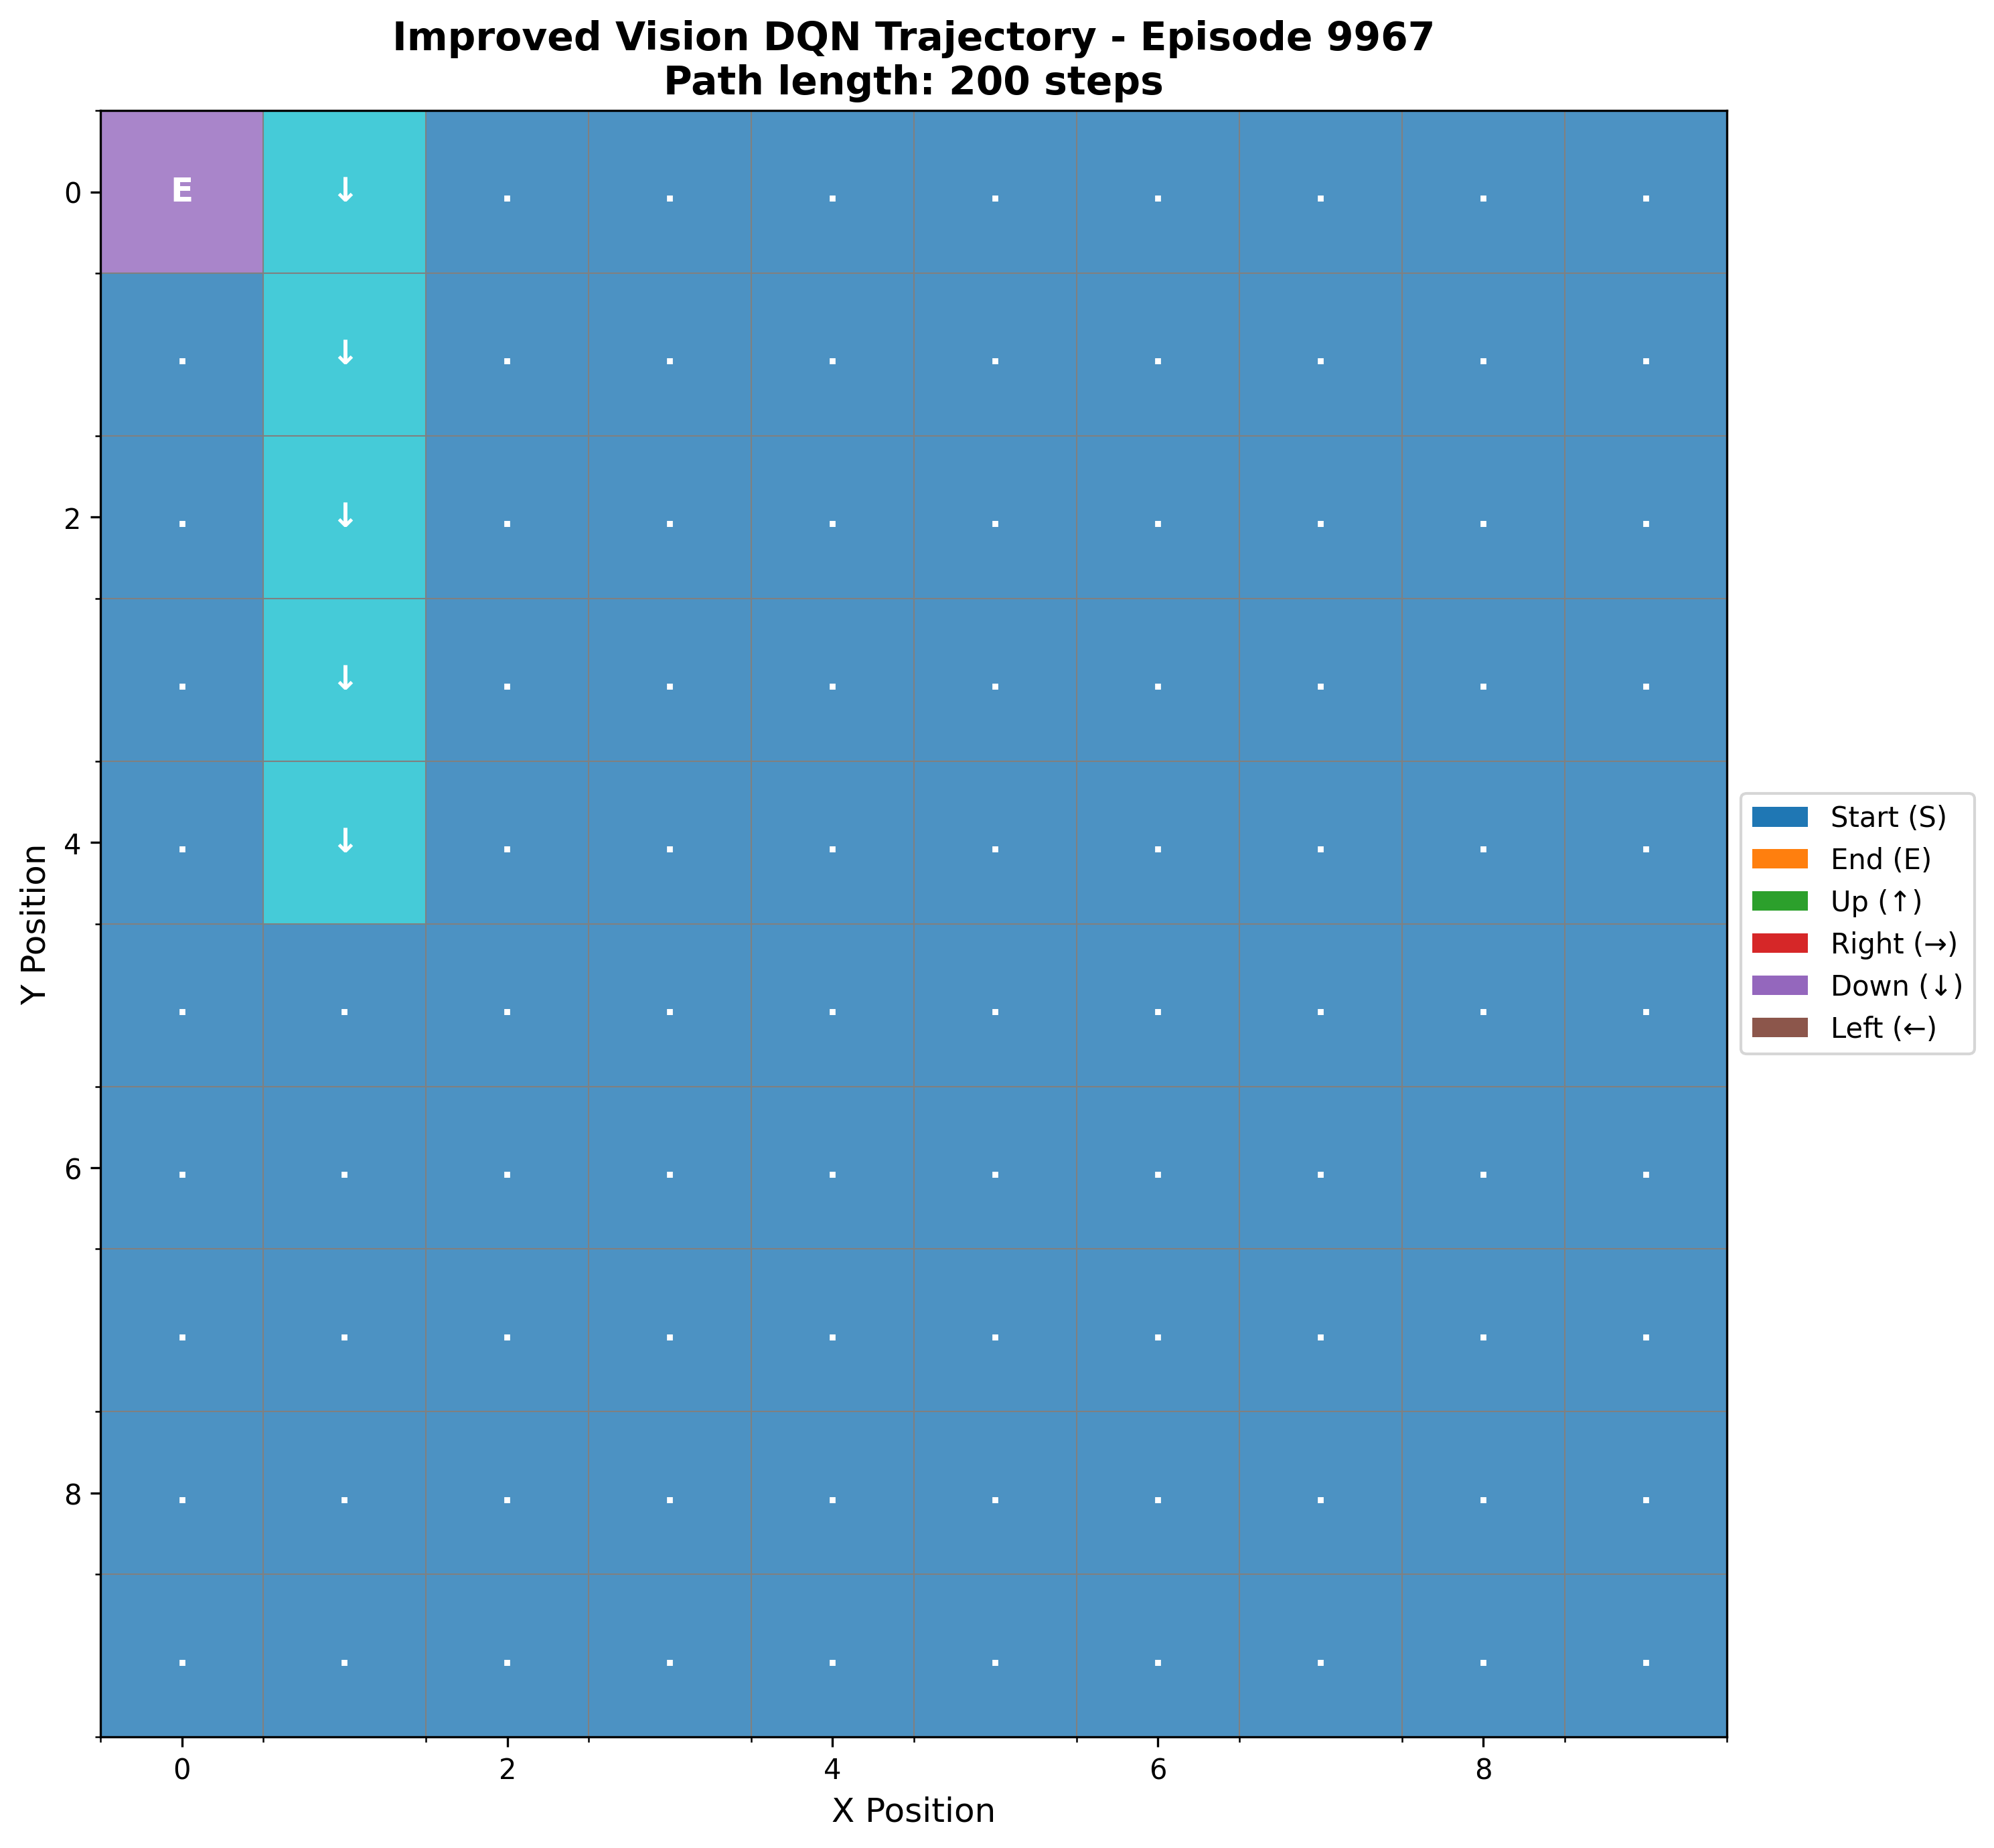 Improved Vision DQN Trajectory - Episode 9967
Path length: 200 steps
E ↓ . . . . . . . .
0
. ↓ . . . . . . . .
. ↓ . . . . . . . .
2
. ↓ . . . . . . . .
. ↓ . . . . . . . .
4
. . . . . . . . . .
. . . . . . . . . .
6
. . . . . . . . . .
. . . . . . . . . .
8
. . . . . . . . . .
0 2 4 6 8
X Position
Y Position
Start (S)
End (E)
Up (↑)
Right (→)
Down (↓)
Left (←)